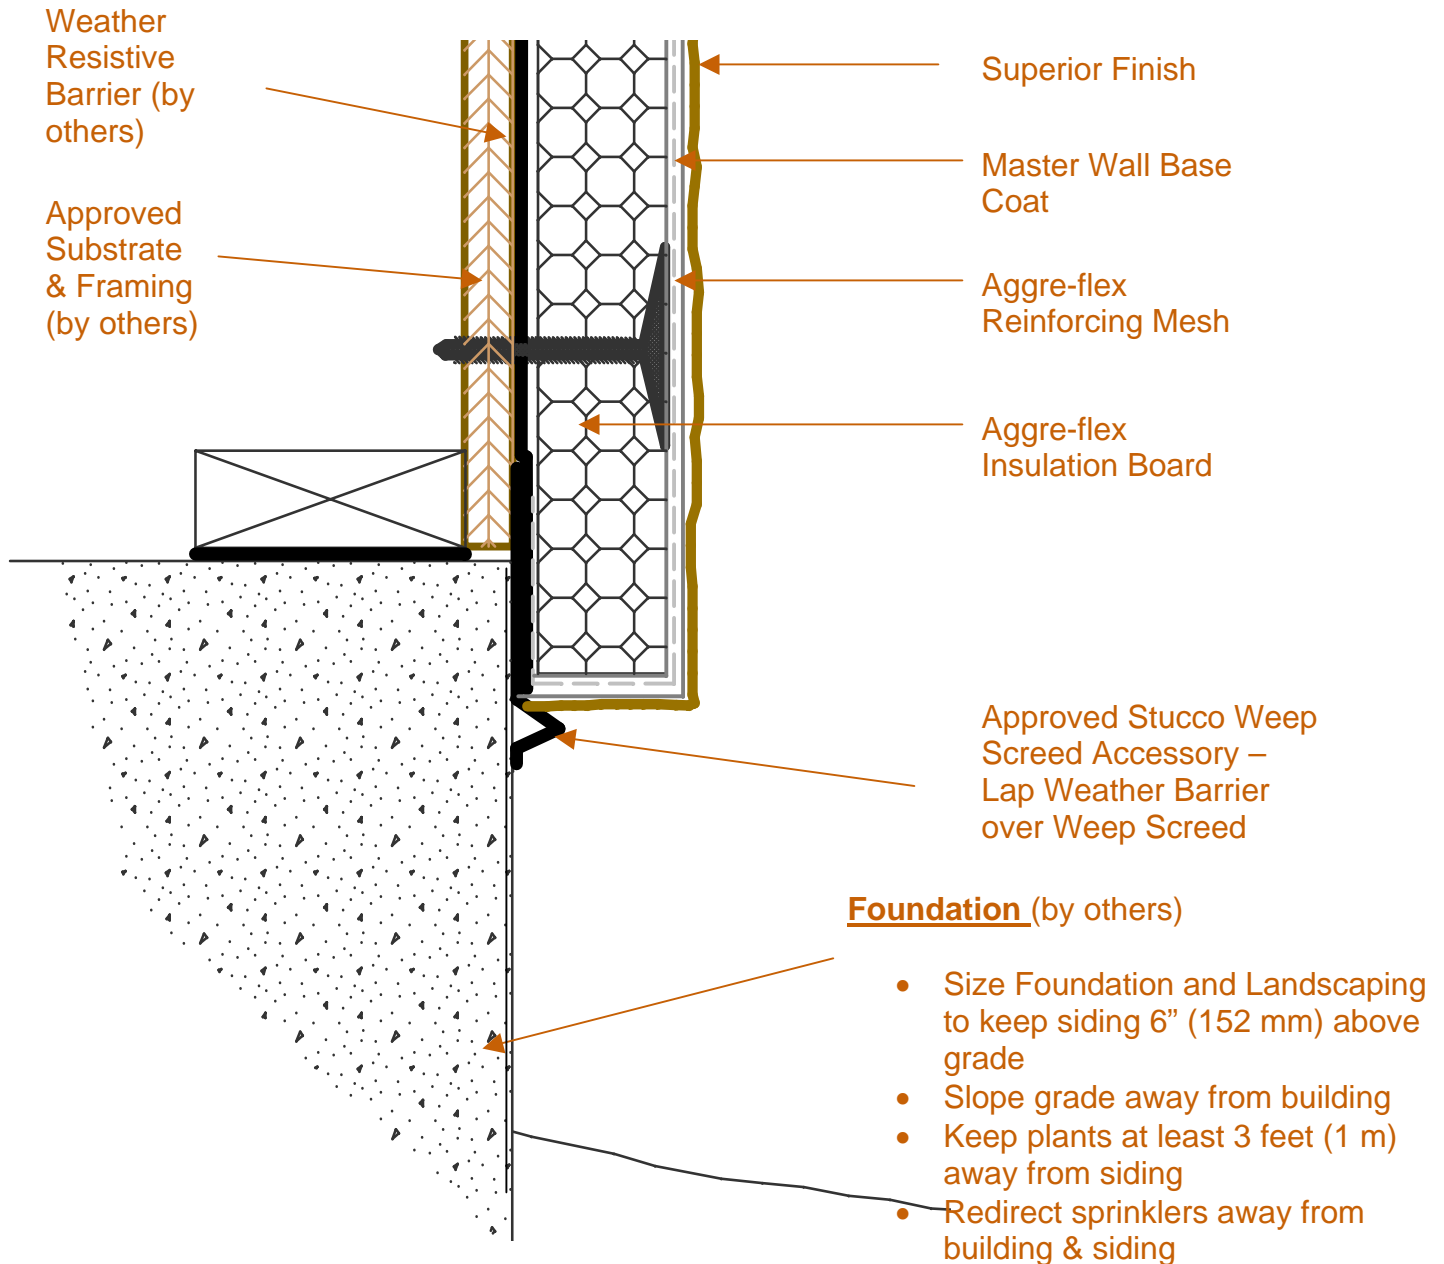 Weather
Resistive
Barrier (by
others)
Approved
Substrate
& Framing
(by others)
Superior Finish
Master Wall Base
Coat
Aggre-flex
Reinforcing Mesh
Aggre-flex
Insulation Board
Approved Stucco Weep
Screed Accessory –
Lap Weather Barrier
over Weep Screed
Foundation (by others)
• Size Foundation and Landscaping
to keep siding 6” (152 mm) above
grade
• Slope grade away from building
• Keep plants at least 3 feet (1 m)
away from siding
• Redirect sprinklers away from
building & siding